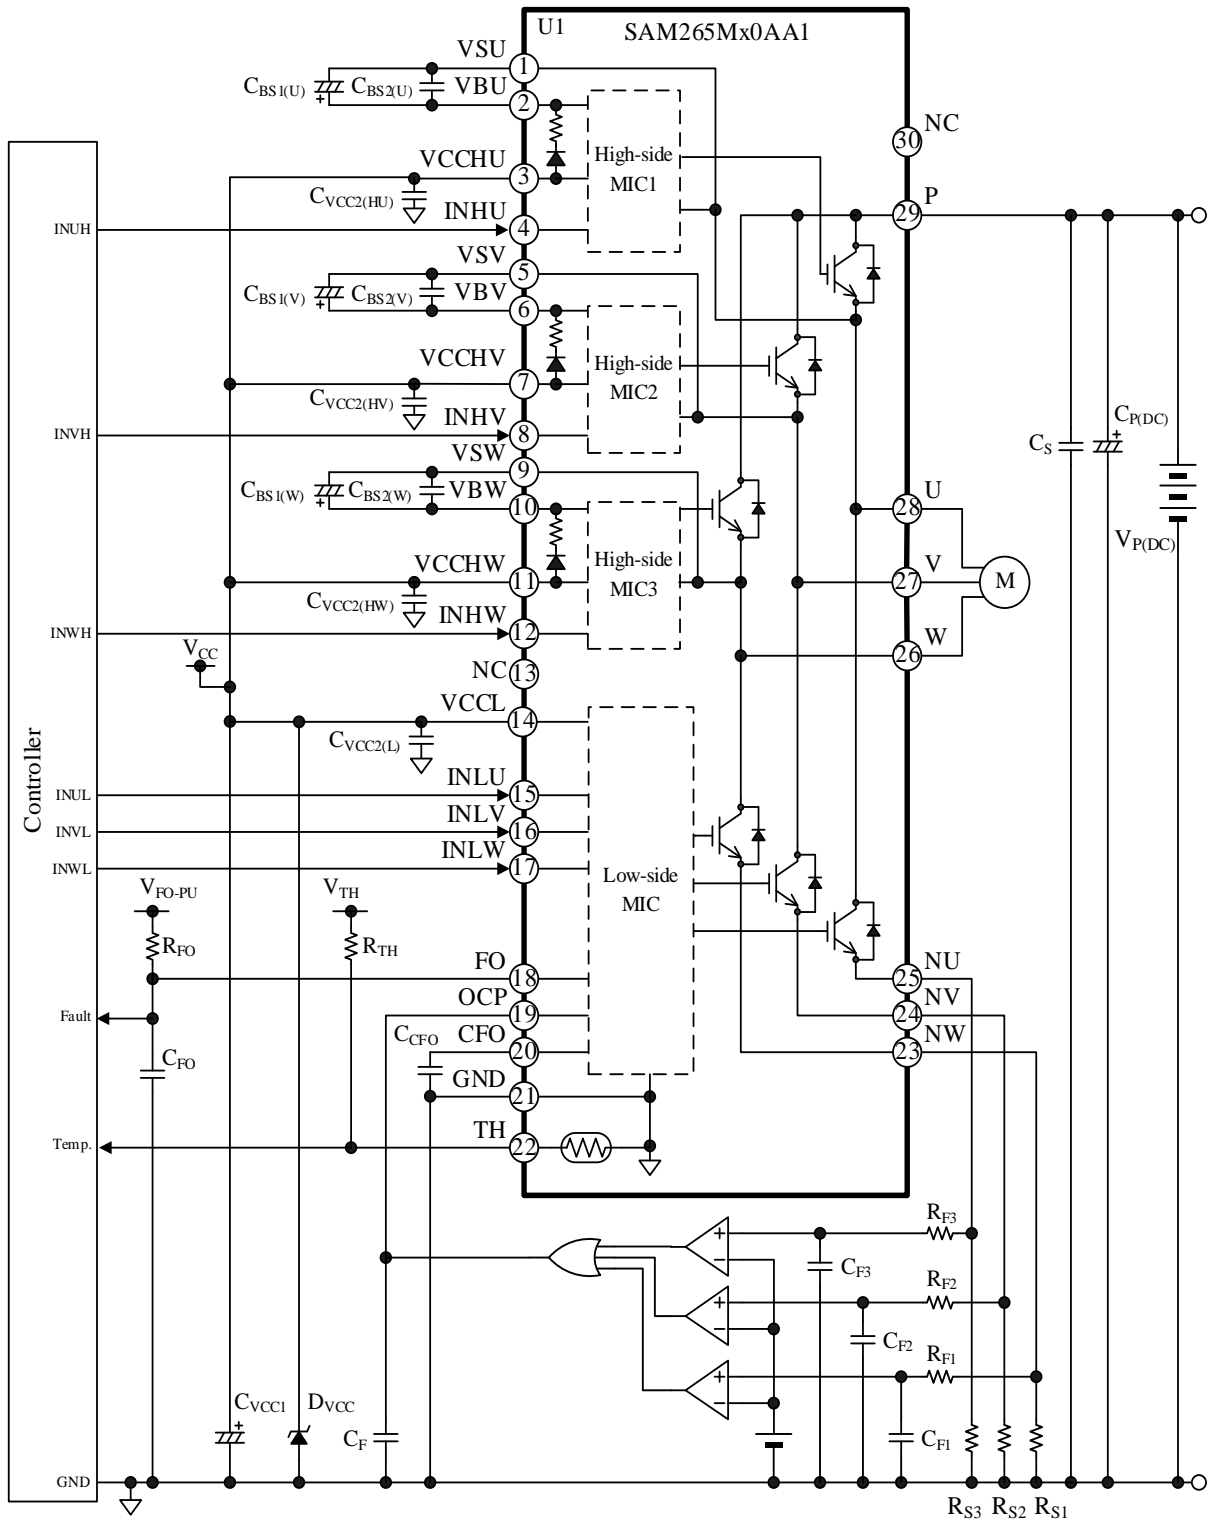 U1
SAM265Mx0AA1
VSU
1
CBS1(U)
CBS2(U)
VBU
2
NC
30
High-side
MIC1
VCCHU
3
CVCC2(HU)
P
29
INHU
INUH
4
VSV
5
CBS1(V)
CBS2(V)
VBV
6
VCCHV
High-side
MIC2
7
CVCC2(HV)
INHV
INVH
8
CS
CP(DC)
+
VSW
9
CBS1(W)
CBS2(W)
VBW
10
U
28
VP(DC)
VCCHW
High-side
MIC3
11
CVCC2(HW)
V
27
M
INHW
INWH
12
W
26
VCC
NC
13
VCCL
14
CVCC2(L)
Controller
INLU
INUL
15
INLV
INVL
16
INLW
INWL
17
Low-side
MIC
VFO-PU
VTH
RFO
RTH
FO
18
NU
25
OCP
19
NV
24
Fault
CCFO
CFO
20
NW
23
CFO
GND
21
TH
Temp.
22
RF3
+
−
CF3
RF2
+
−
CF2
RF1
+
−
CVCC1
+
DVCC
CF
CF1
GND
RS3
RS2
RS1
+
+
+